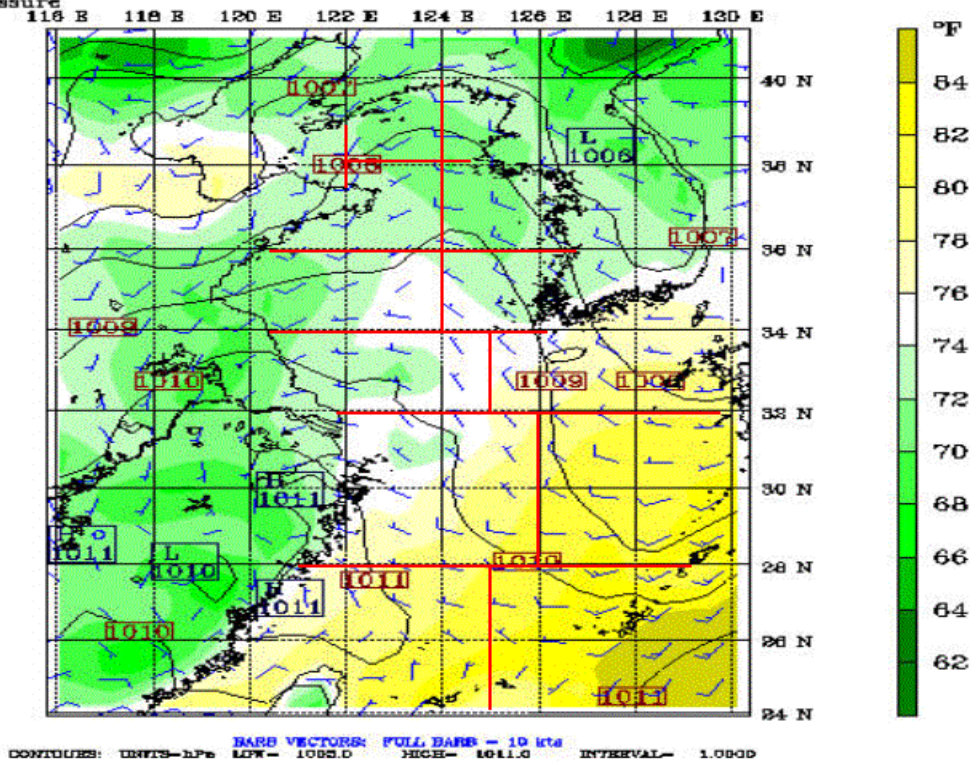 ssure
116 E 118 E 120 E 122 E 124 E 126 E 128 E 130 E
°F
1007
40 N
84
82
L
1006
1008
38 N
80
1007
36 N
78
76
1009
34 N
74
1010
1009
32 N
72
70
H
1011
30 N
68
1011
L
1010
28 N
66
1010
1011
1011
64
1010
26 N
62
1011
24 N
BARB VECTORS: FULL BARB = 10 kts
CONTOURS: UNITS=hPa LOW= HIGH= 1011.0 INTERVAL= 1.0000